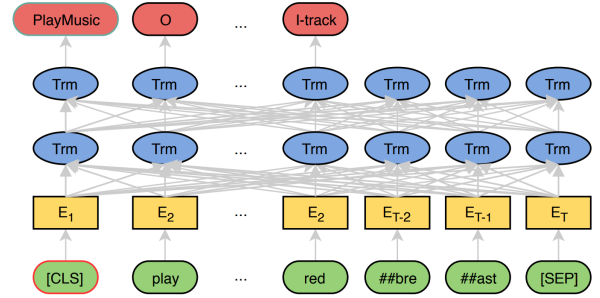 PlayMusic O ... I-track
Trm Trm ... Trm Trm Trm Trm
Trm Trm ... Trm Trm Trm Trm
E1 E2 ... E2 ET-2 ET-1 ET
[CLS] play ... red ##bre ##ast [SEP]